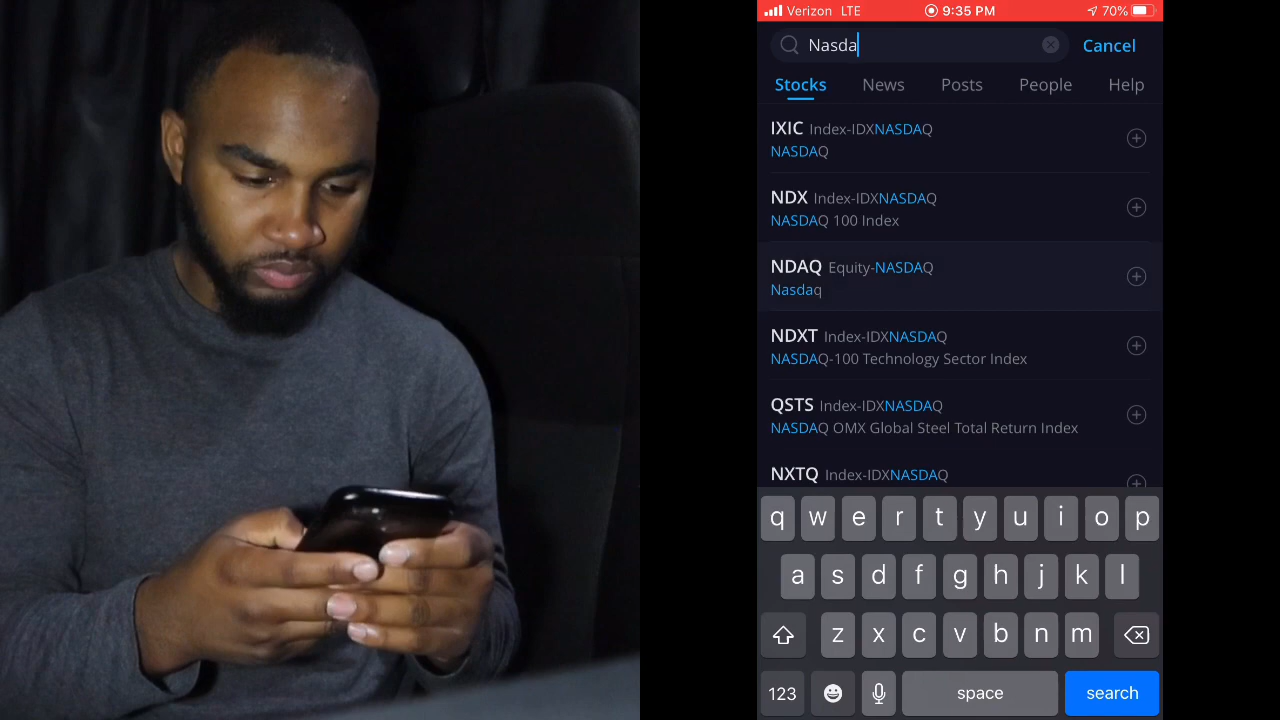 Verizon LTE 9:35 PM 70%
Nasda Cancel
Stocks News Posts People Help
IXIC Index-IDXNASDAQ
NASDAQ
NDX Index-IDXNASDAQ
NASDAQ 100 Index
NDAQ Equity-NASDAQ
Nasdaq
NDXT Index-IDXNASDAQ
NASDAQ-100 Technology Sector Index
QSTS Index-IDXNASDAQ
NASDAQ OMX Global Steel Total Return Index
NXTQ Index-IDXNASDAQ
q w e r t y u i o p
a s d f g h j k l
z x c v b n m
123 space search